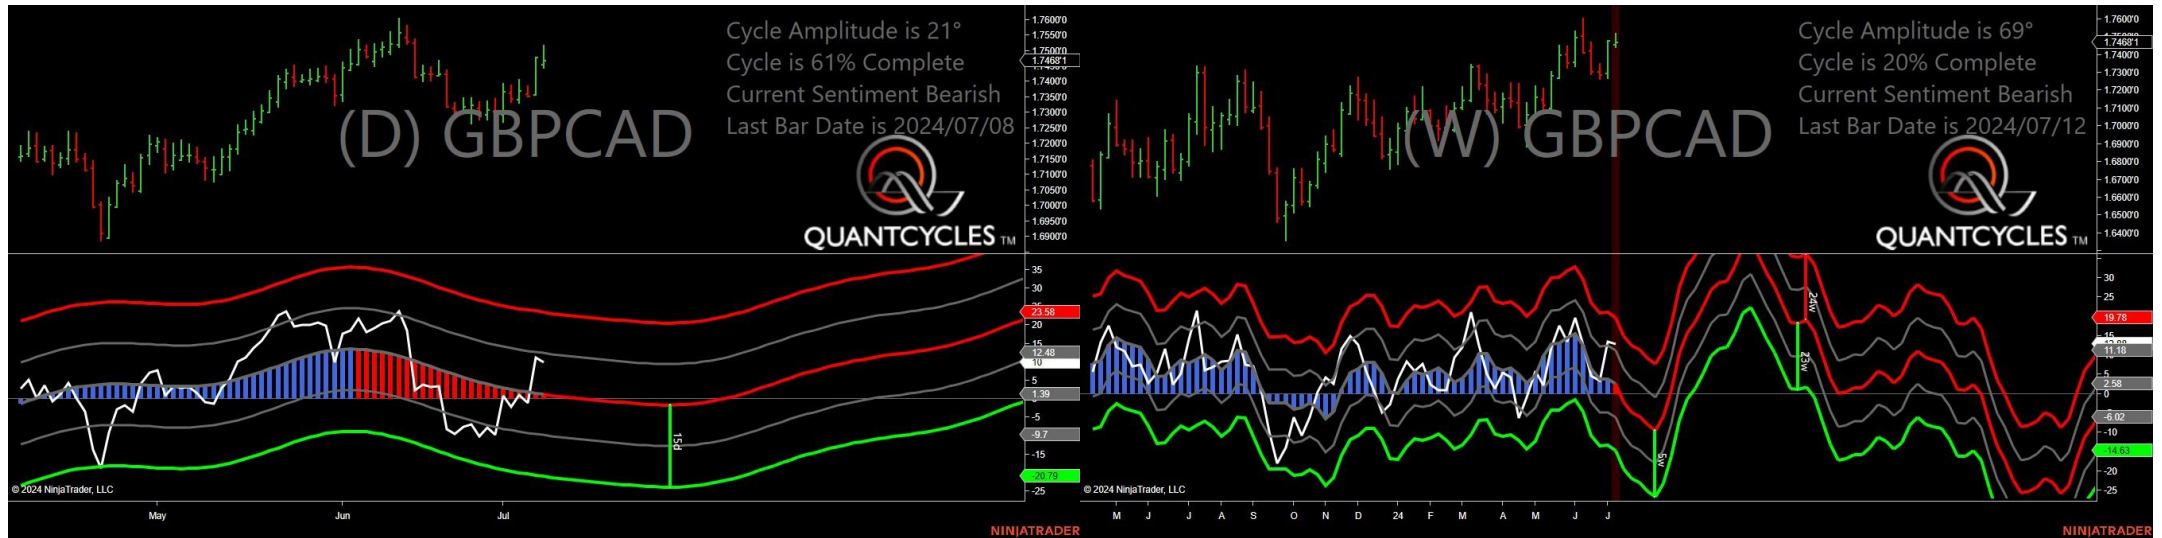 Cycle Amplitude is 21°
Cycle is 61% Complete
Current Sentiment Bearish
Last Bar Date is 2024/07/08
(D) GBPCAD
QUANTCYCLES TM
1.7600'0
1.7550'0
1.7500'0
1.7468'1
1.7400'0
1.7350'0
1.7300'0
1.7250'0
1.7200'0
1.7150'0
1.7100'0
1.7050'0
1.7000'0
1.6950'0
1.6900'0
35
30
23.58
20
15
12.48
10
5
1.39
-5
-9.7
-15
-20.79
-25
15d
© 2024 NinjaTrader, LLC
May Jun Jul
NINJATRADER
Cycle Amplitude is 69°
Cycle is 20% Complete
Current Sentiment Bearish
Last Bar Date is 2024/07/12
(W) GBPCAD
QUANTCYCLES TM
1.7600'0
1.7468'1
1.7400'0
1.7300'0
1.7200'0
1.7100'0
1.7000'0
1.6900'0
1.6800'0
1.6700'0
1.6600'0
1.6500'0
1.6400'0
30
25
19.78
15
11.18
5
2.58
0
-6.02
-10
-14.63
-20
-25
24w
23w
5w
© 2024 NinjaTrader, LLC
M J J A S O N D 24 F M A M J J
NINJATRADER